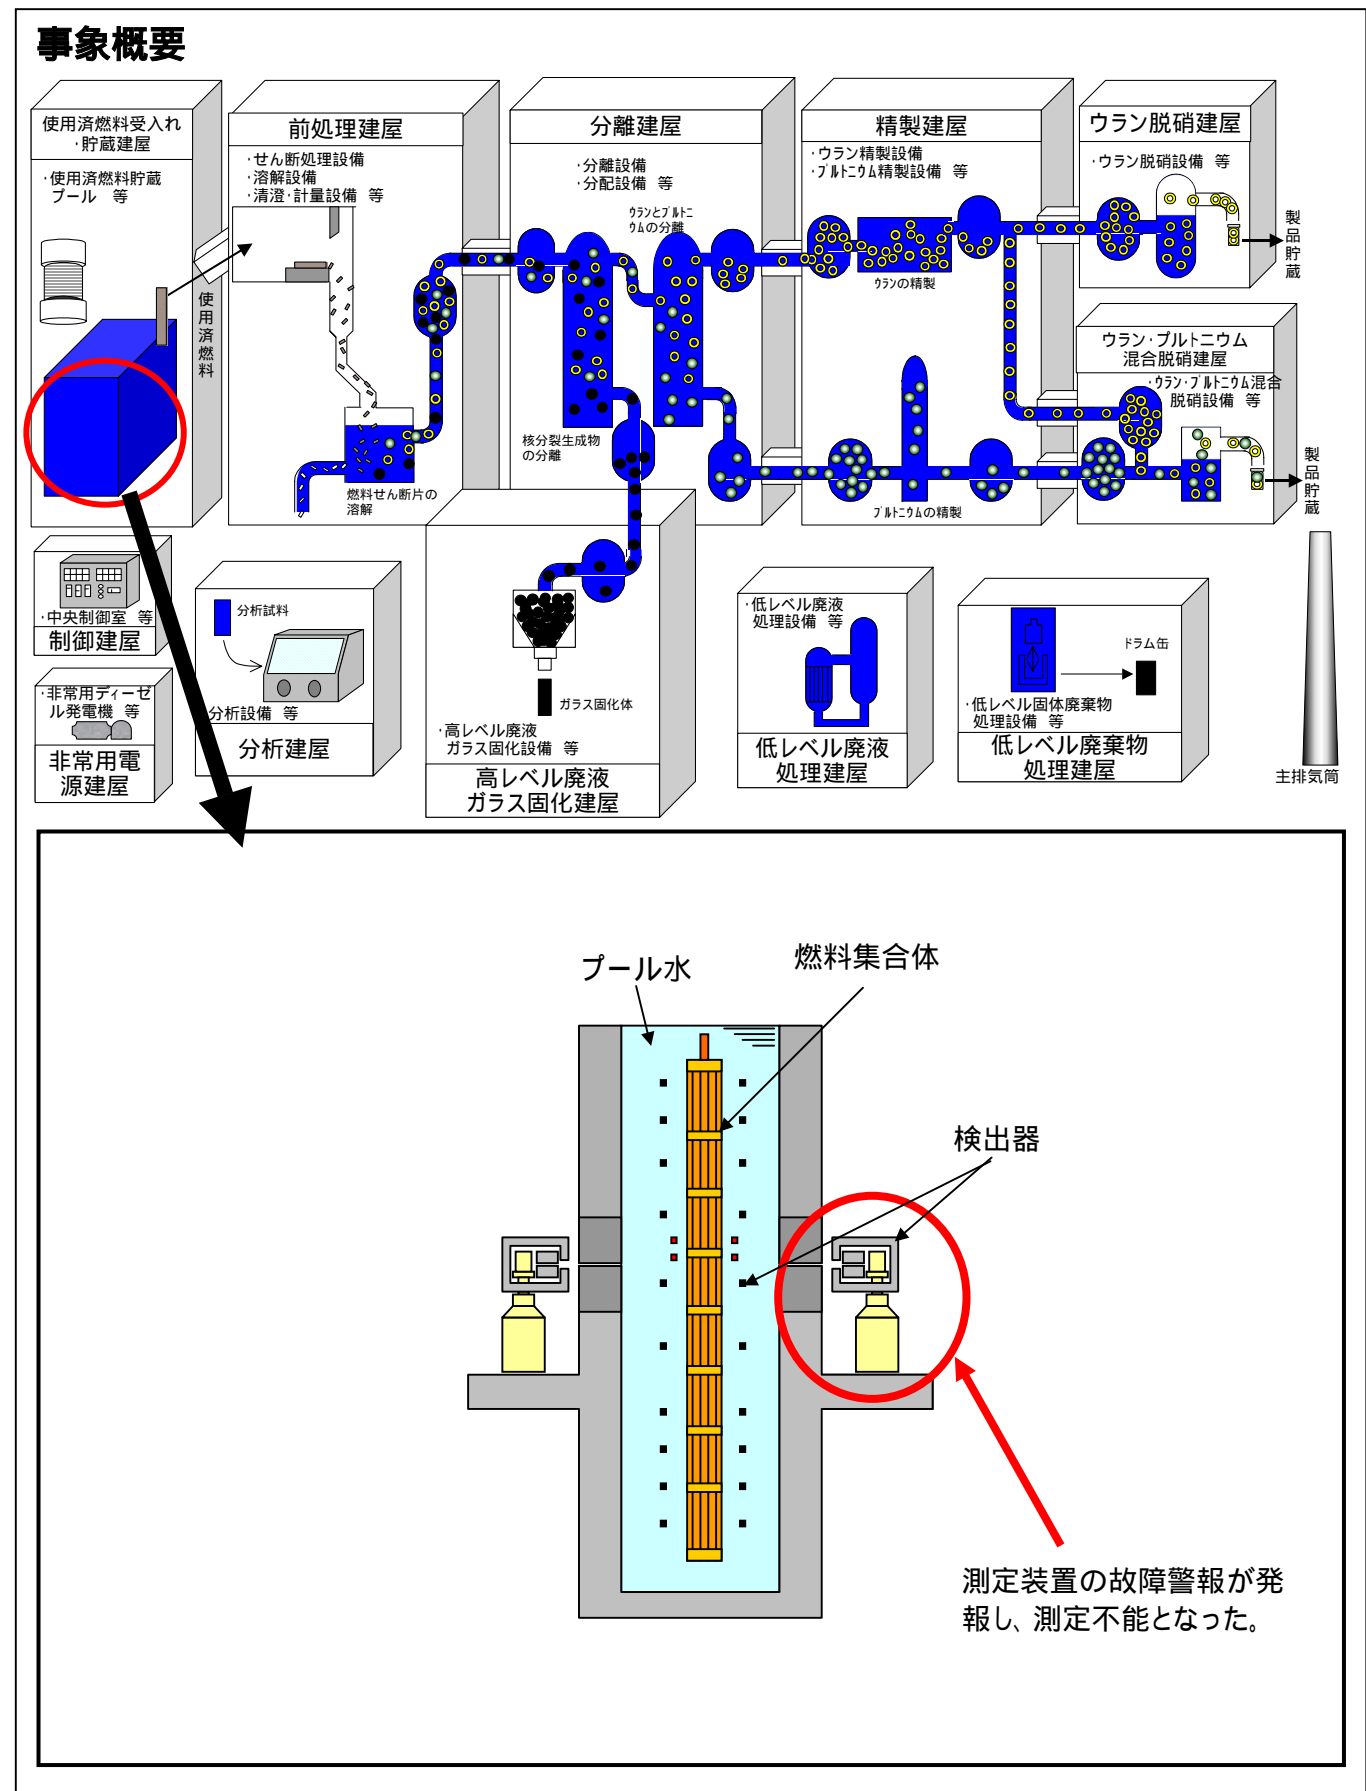 事象概要
使用済燃料受入れ
・貯蔵建屋
・使用済燃料貯蔵
プール 等
使用済燃料
前処理建屋
・せん断処理設備
・溶解設備
・清澄・計量設備 等
燃料せん断片の
溶解
分離建屋
・分離設備
・分配設備 等
ウランとプルトニ
ウムの分離
核分裂生成物
の分離
精製建屋
・ウラン精製設備
・プルトニウム精製設備 等
ウランの精製
プルトニウムの精製
ウラン脱硝建屋
・ウラン脱硝設備 等
製品貯蔵
ウラン・プルトニウム
混合脱硝建屋
・ウラン・プルトニウム混合
脱硝設備 等
製品貯蔵
・中央制御室 等
制御建屋
・非常用ディーゼ
ル発電機 等
非常用電
源建屋
分析試料
分析設備 等
分析建屋
ガラス固化体
・高レベル廃液
ガラス固化設備 等
高レベル廃液
ガラス固化建屋
・低レベル廃液
処理設備 等
低レベル廃液
処理建屋
ドラム缶
・低レベル固体廃棄物
処理設備 等
低レベル廃棄物
処理建屋
主排気筒
プール水
燃料集合体
検出器
測定装置の故障警報が発
報し、測定不能となった。